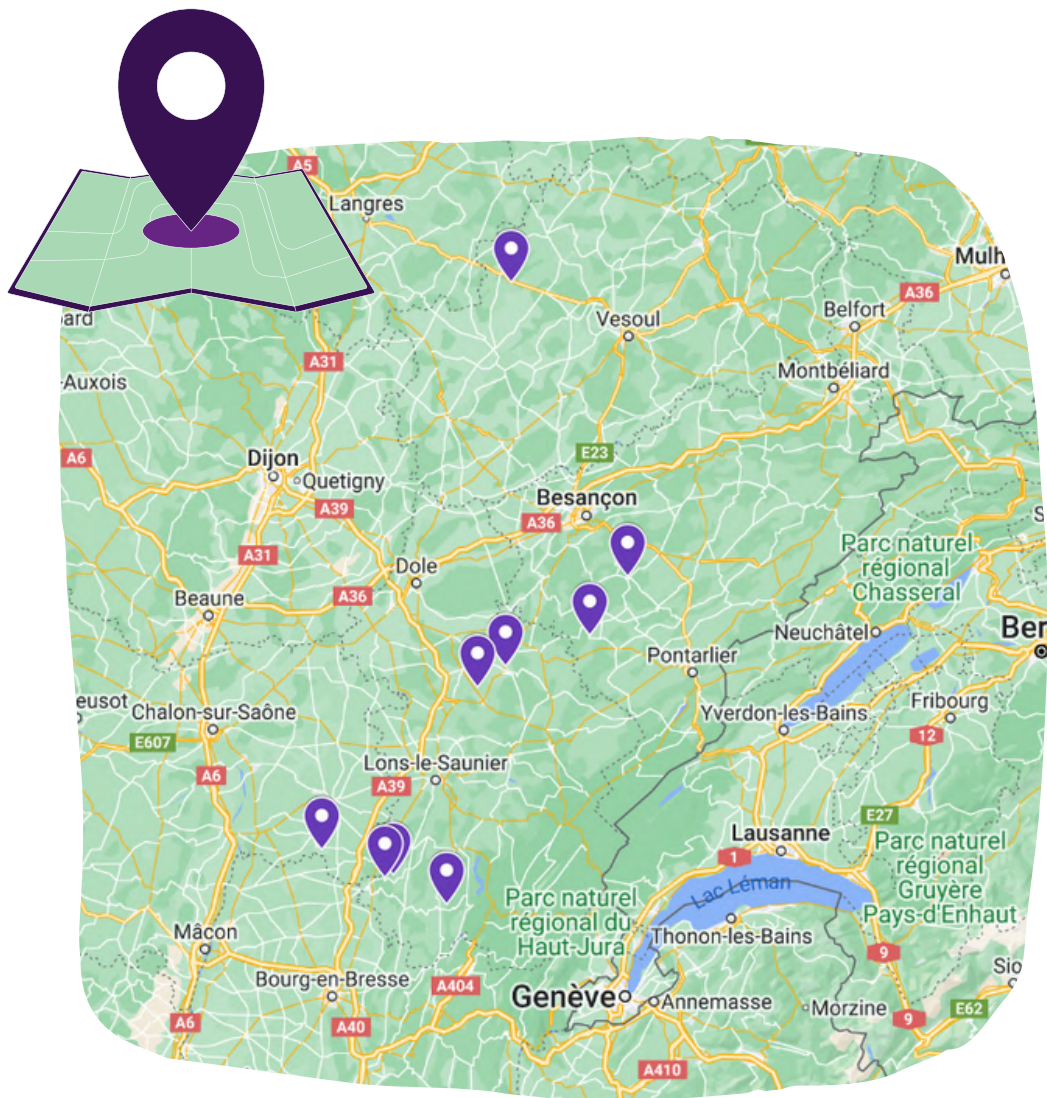 A5
Langres
Mulh
A36
ard
Vesoul
Belfort
A31
-Auxois
Montbéliard
A6
Dijon
E23
Quetigny
A39
Besançon
A36
A31
Parc naturel
régional
Chasseral
Dole
A36
Beaune
Neuchâtel
Ber
Pontarlier
eusot
Chalon-sur-Saône
Yverdon-les-Bains
Fribourg
E607
12
Lons-le-Saunier
A6
A39
E27
Lausanne
1
Parc naturel
régional
Gruyère
Pays-d'Enhaut
Lac Léman
Parc naturel
régional du
Haut-Jura
Mâcon
Thonon-les-Bains
9
Sio
Bourg-en-Bresse
A404
Genève
Annemasse
Morzine
E62
A6
A40
9
A410